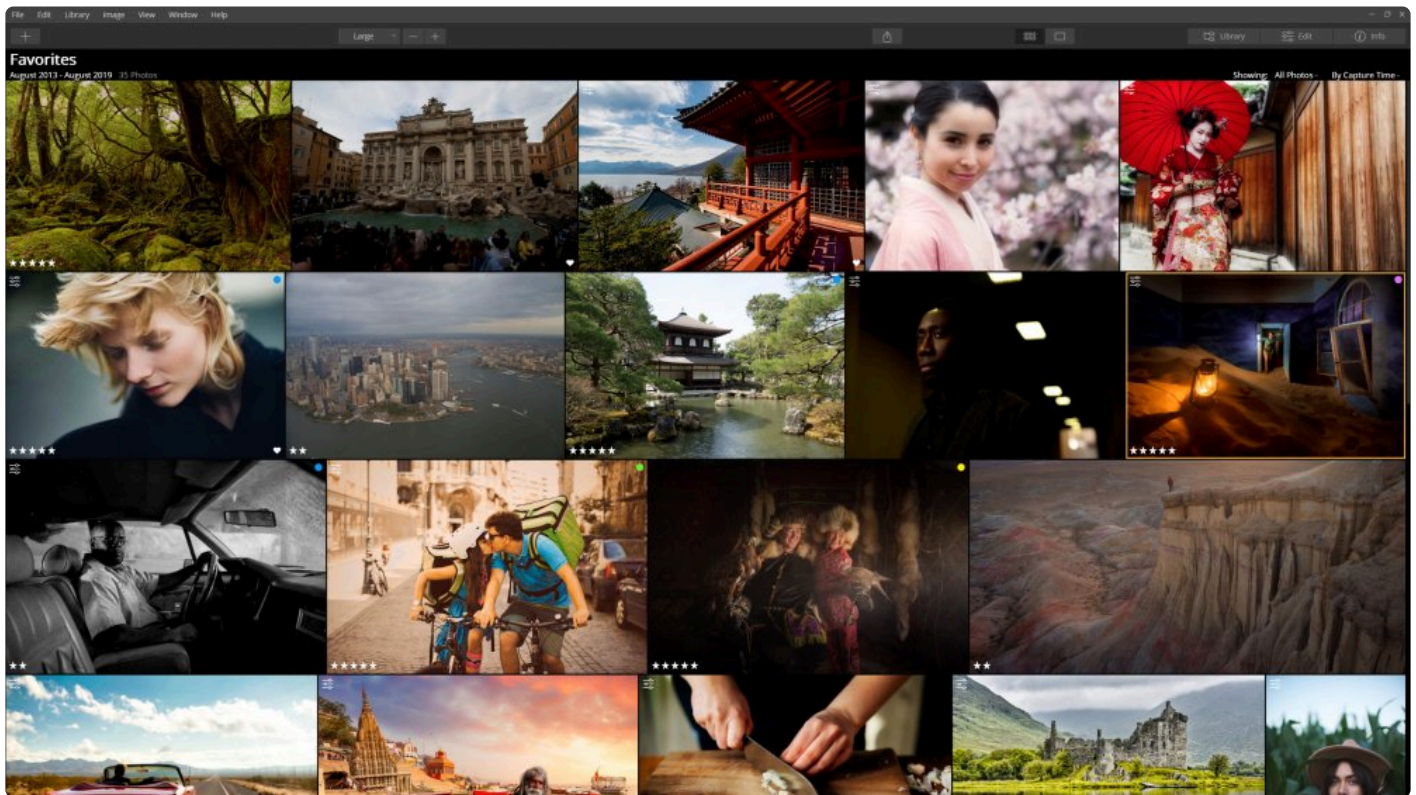 File Edit Library Image View Window Help
Large
Library Edit Info
Favorites
August 2013 - August 2019 35 Photos
Showing: All Photos By Capture Time